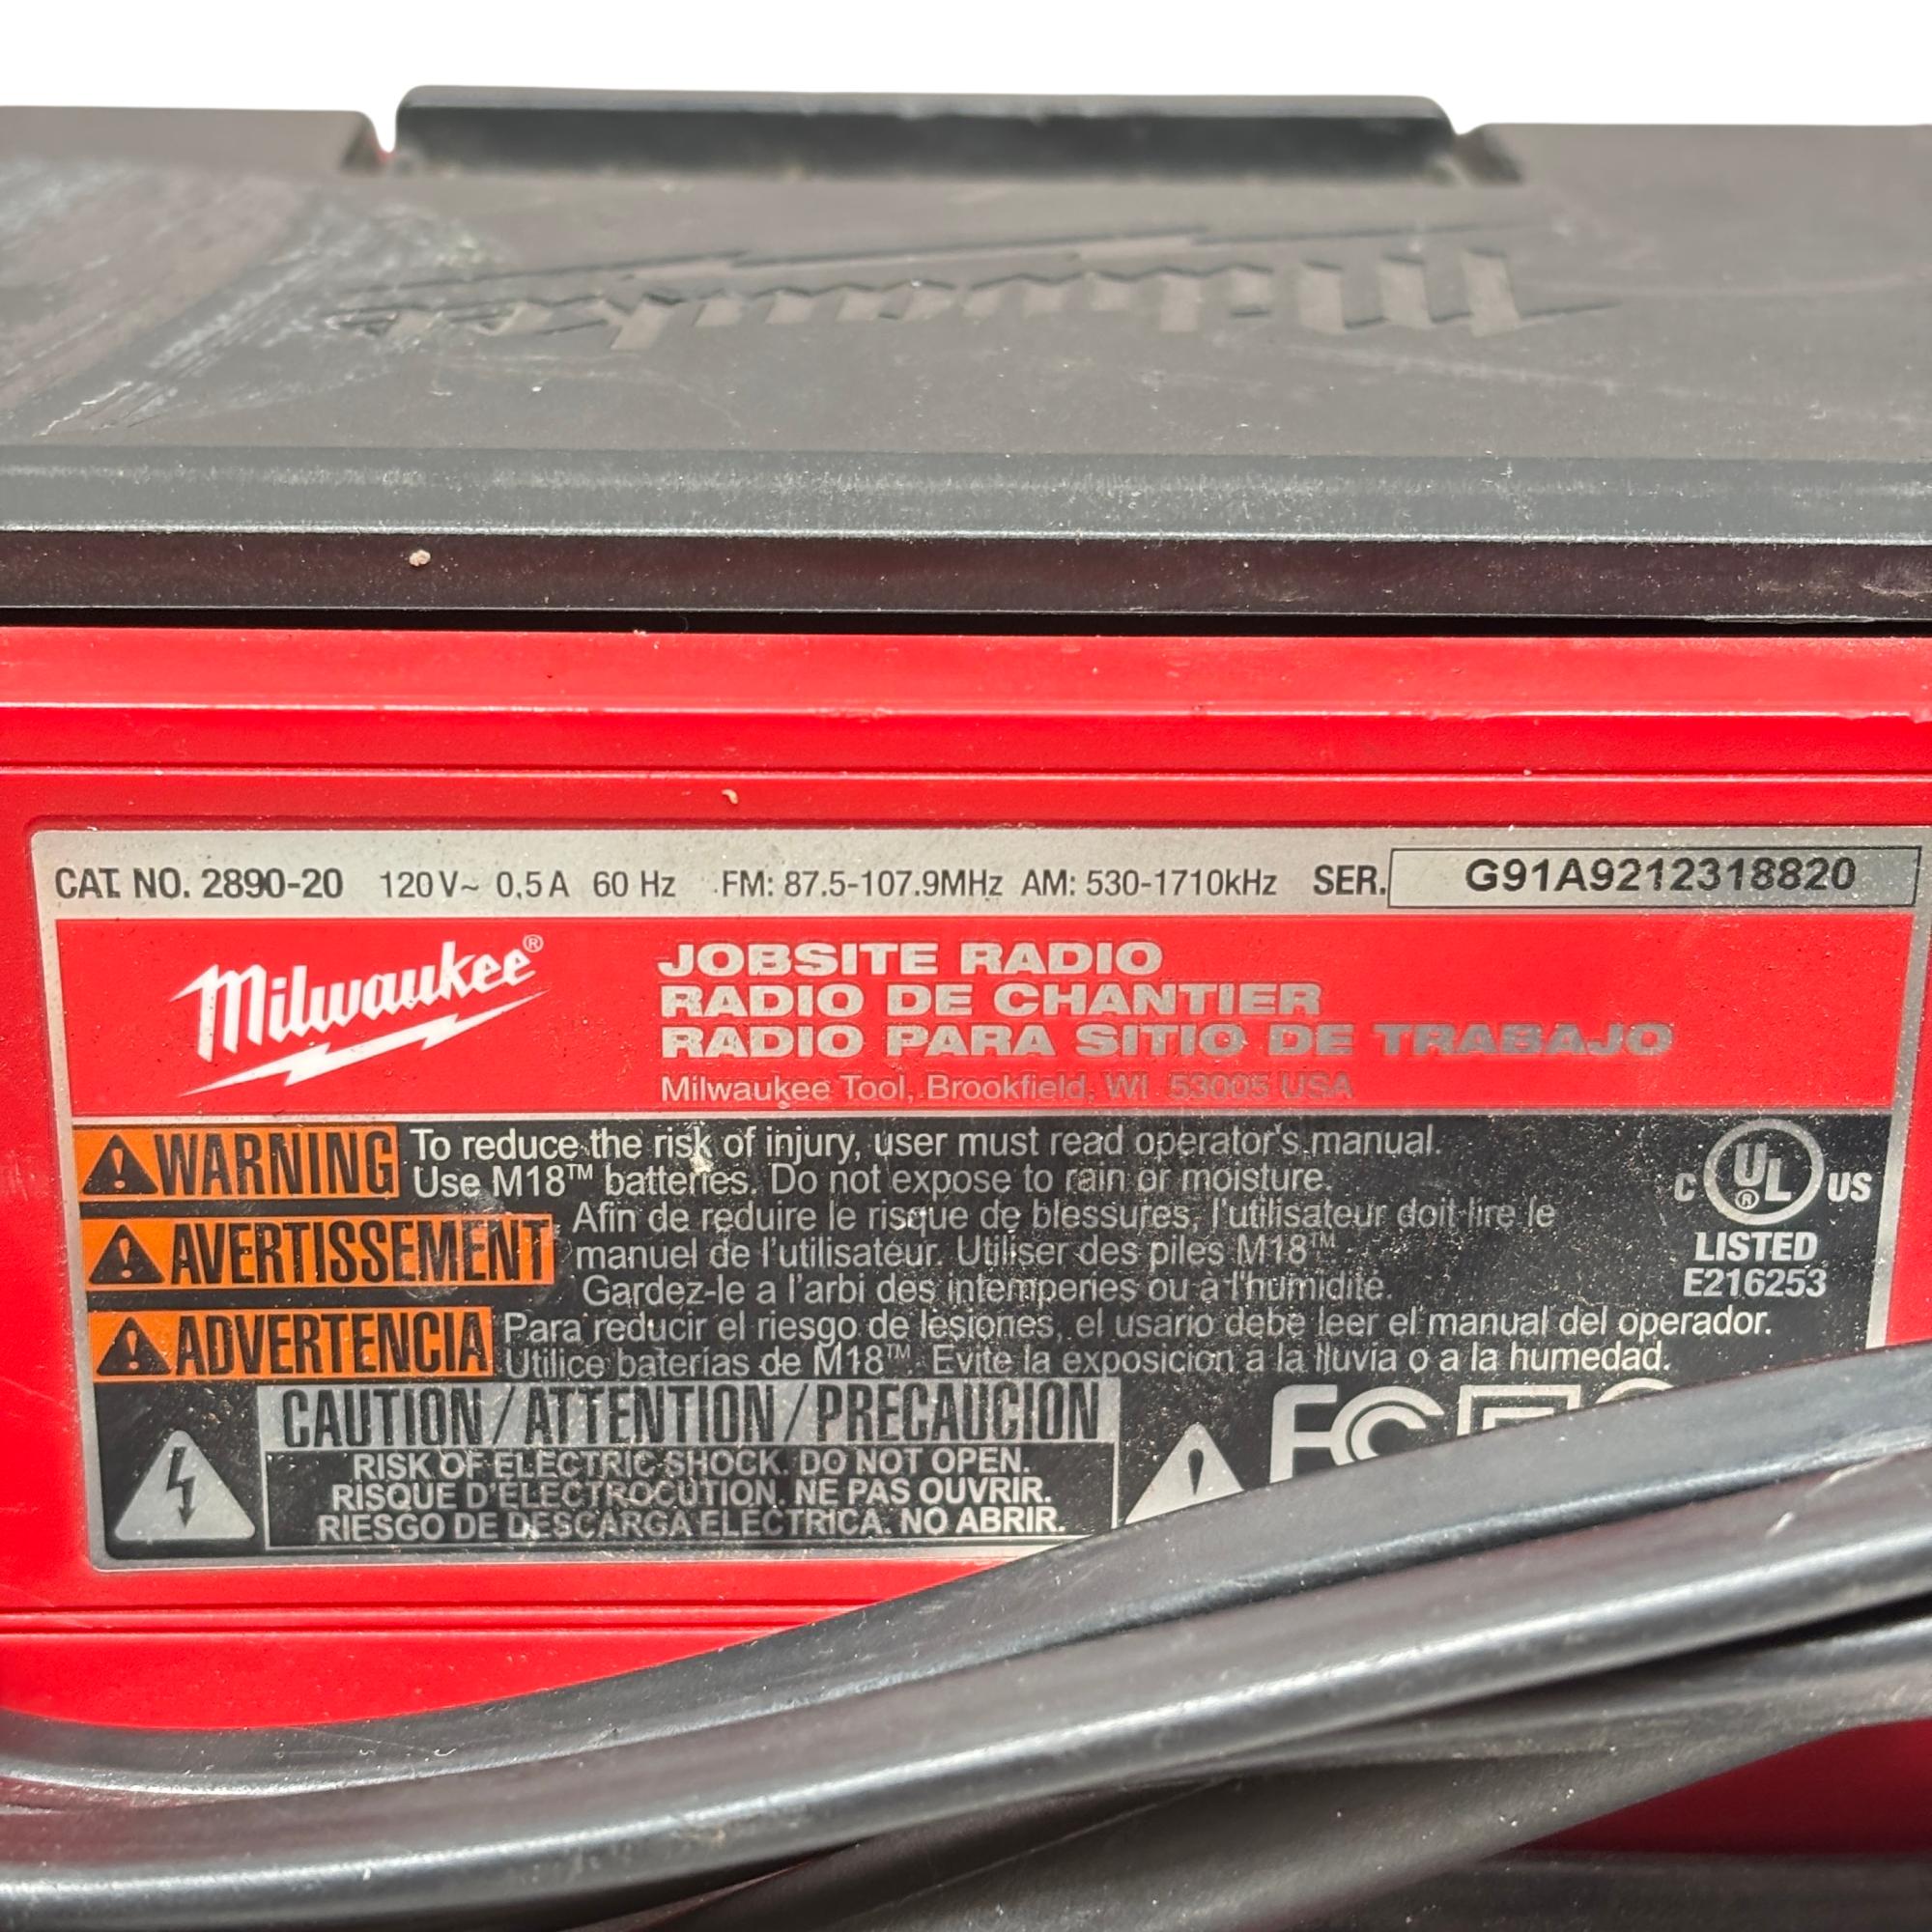 Milwaukee
CAT. NO. 2890-20 120V~ 0,5A 60 Hz FM: 87.5-107.9MHz AM: 530-1710kHz SER. G91A9212318820
Milwaukee®
JOBSITE RADIO
RADIO DE CHANTIER
RADIO PARA SITIO DE TRABAJO
Milwaukee Tool, Brookfield, WI 53005 USA
WARNING To reduce the risk of injury, user must read operator's manual.
Use M18™ batteries. Do not expose to rain or moisture.
AVERTISSEMENT Afin de reduire le risque de blessures, l'utilisateur doit lire le
manuel de l'utilisateur. Utiliser des piles M18™
Gardez-le a l'arbi des intemperies ou à l'humidité.
ADVERTENCIA Para reducir el riesgo de lesiones, el usario debe leer el manual del operador.
Utilice baterías de M18™ Evite la exposicion a la lluvia o a la humedad.
C UL® US
LISTED
E216253
CAUTION / ATTENTION / PRECAUCION
RISK OF ELECTRIC SHOCK. DO NOT OPEN.
RISQUE D'ELECTROCUTION. NE PAS OUVRIR.
RIESGO DE DESCARGA ELECTRICA. NO ABRIR.
FC